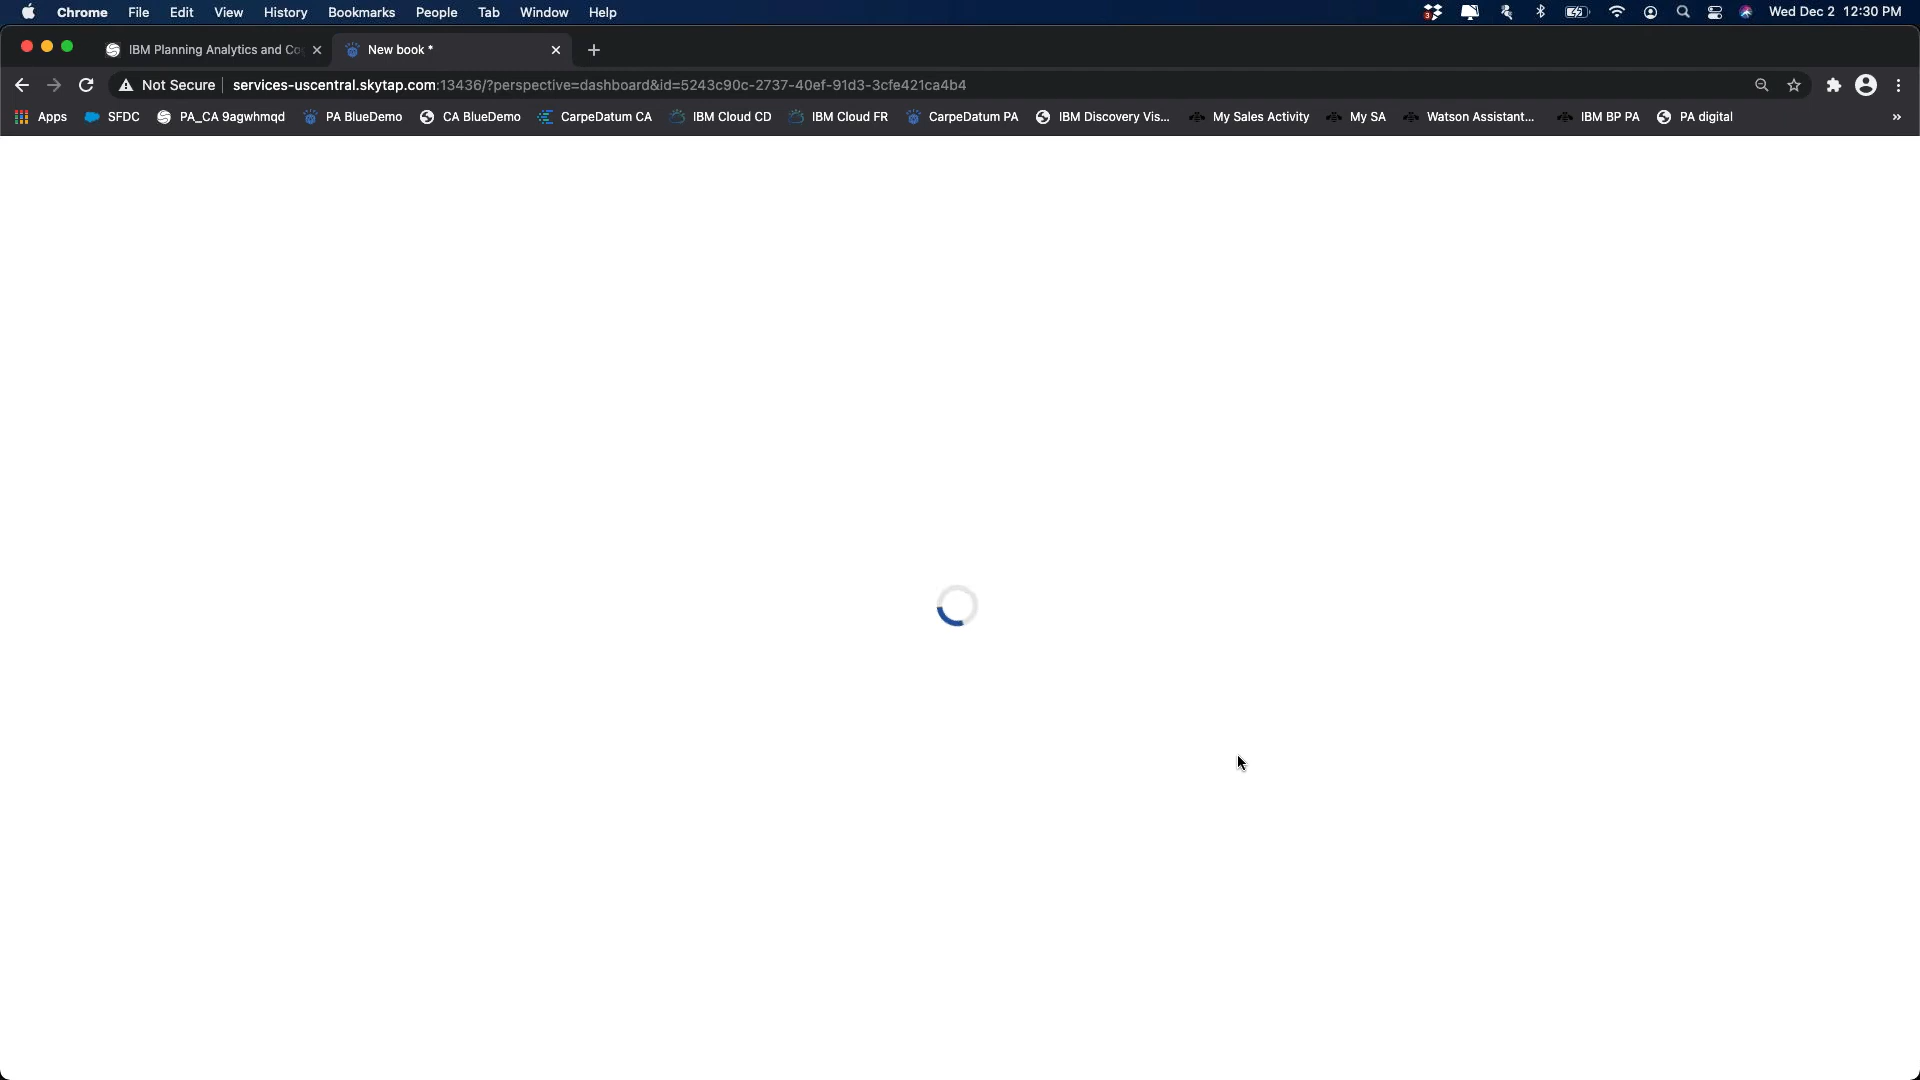 Chrome File Edit View History Bookmarks People Tab Window Help Wed Dec 2 12:30 PM
IBM Planning Analytics and Co New book *
Not Secure services-uscentral.skytap.com:13436/?perspective=dashboard&id=5243c90c-2737-40ef-91d3-3cfe421ca4b4
Apps SFDC PA_CA 9agwhmqd PA BlueDemo CA BlueDemo CarpeDatum CA IBM Cloud CD IBM Cloud FR CarpeDatum PA IBM Discovery Vis... My Sales Activity My SA Watson Assistant... IBM BP PA PA digital »